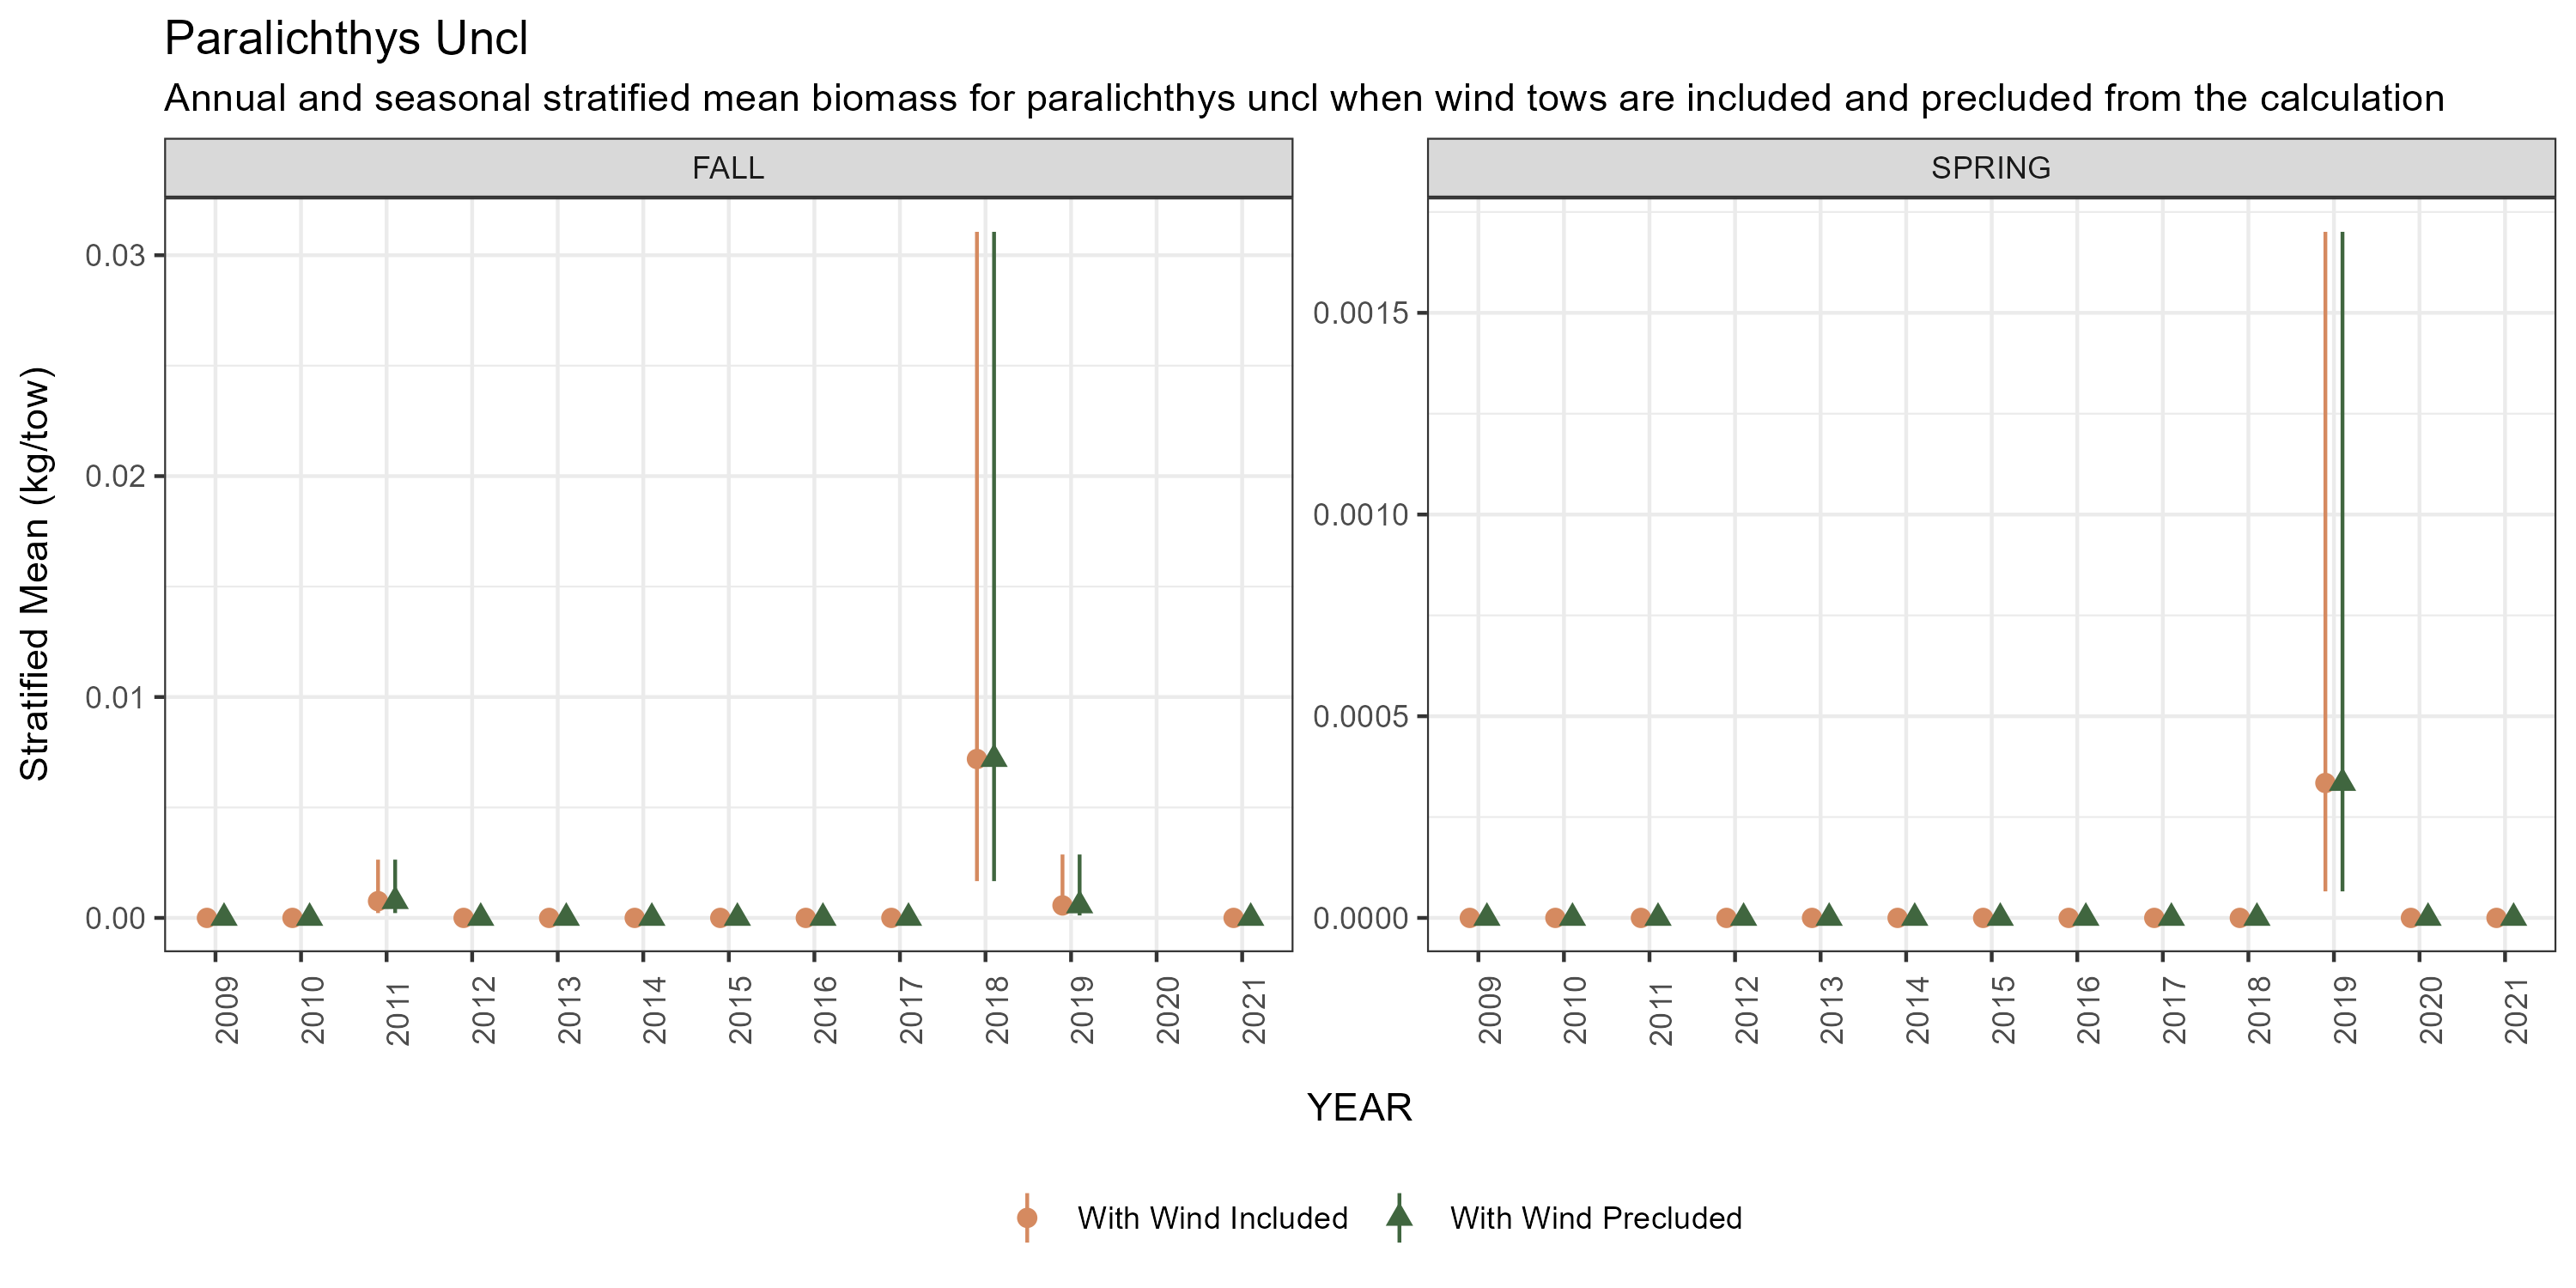 Paralichthys Uncl
Annual and seasonal stratified mean biomass for paralichthys uncl when wind tows are included and precluded from the calculation
FALL
SPRING
Stratified Mean (kg/tow)
0.03
0.02
0.01
0.00
0.0015
0.0010
0.0005
0.0000
2009 2010 2011 2012 2013 2014 2015 2016 2017 2018 2019 2020 2021
2009 2010 2011 2012 2013 2014 2015 2016 2017 2018 2019 2020 2021
YEAR
With Wind Included
With Wind Precluded